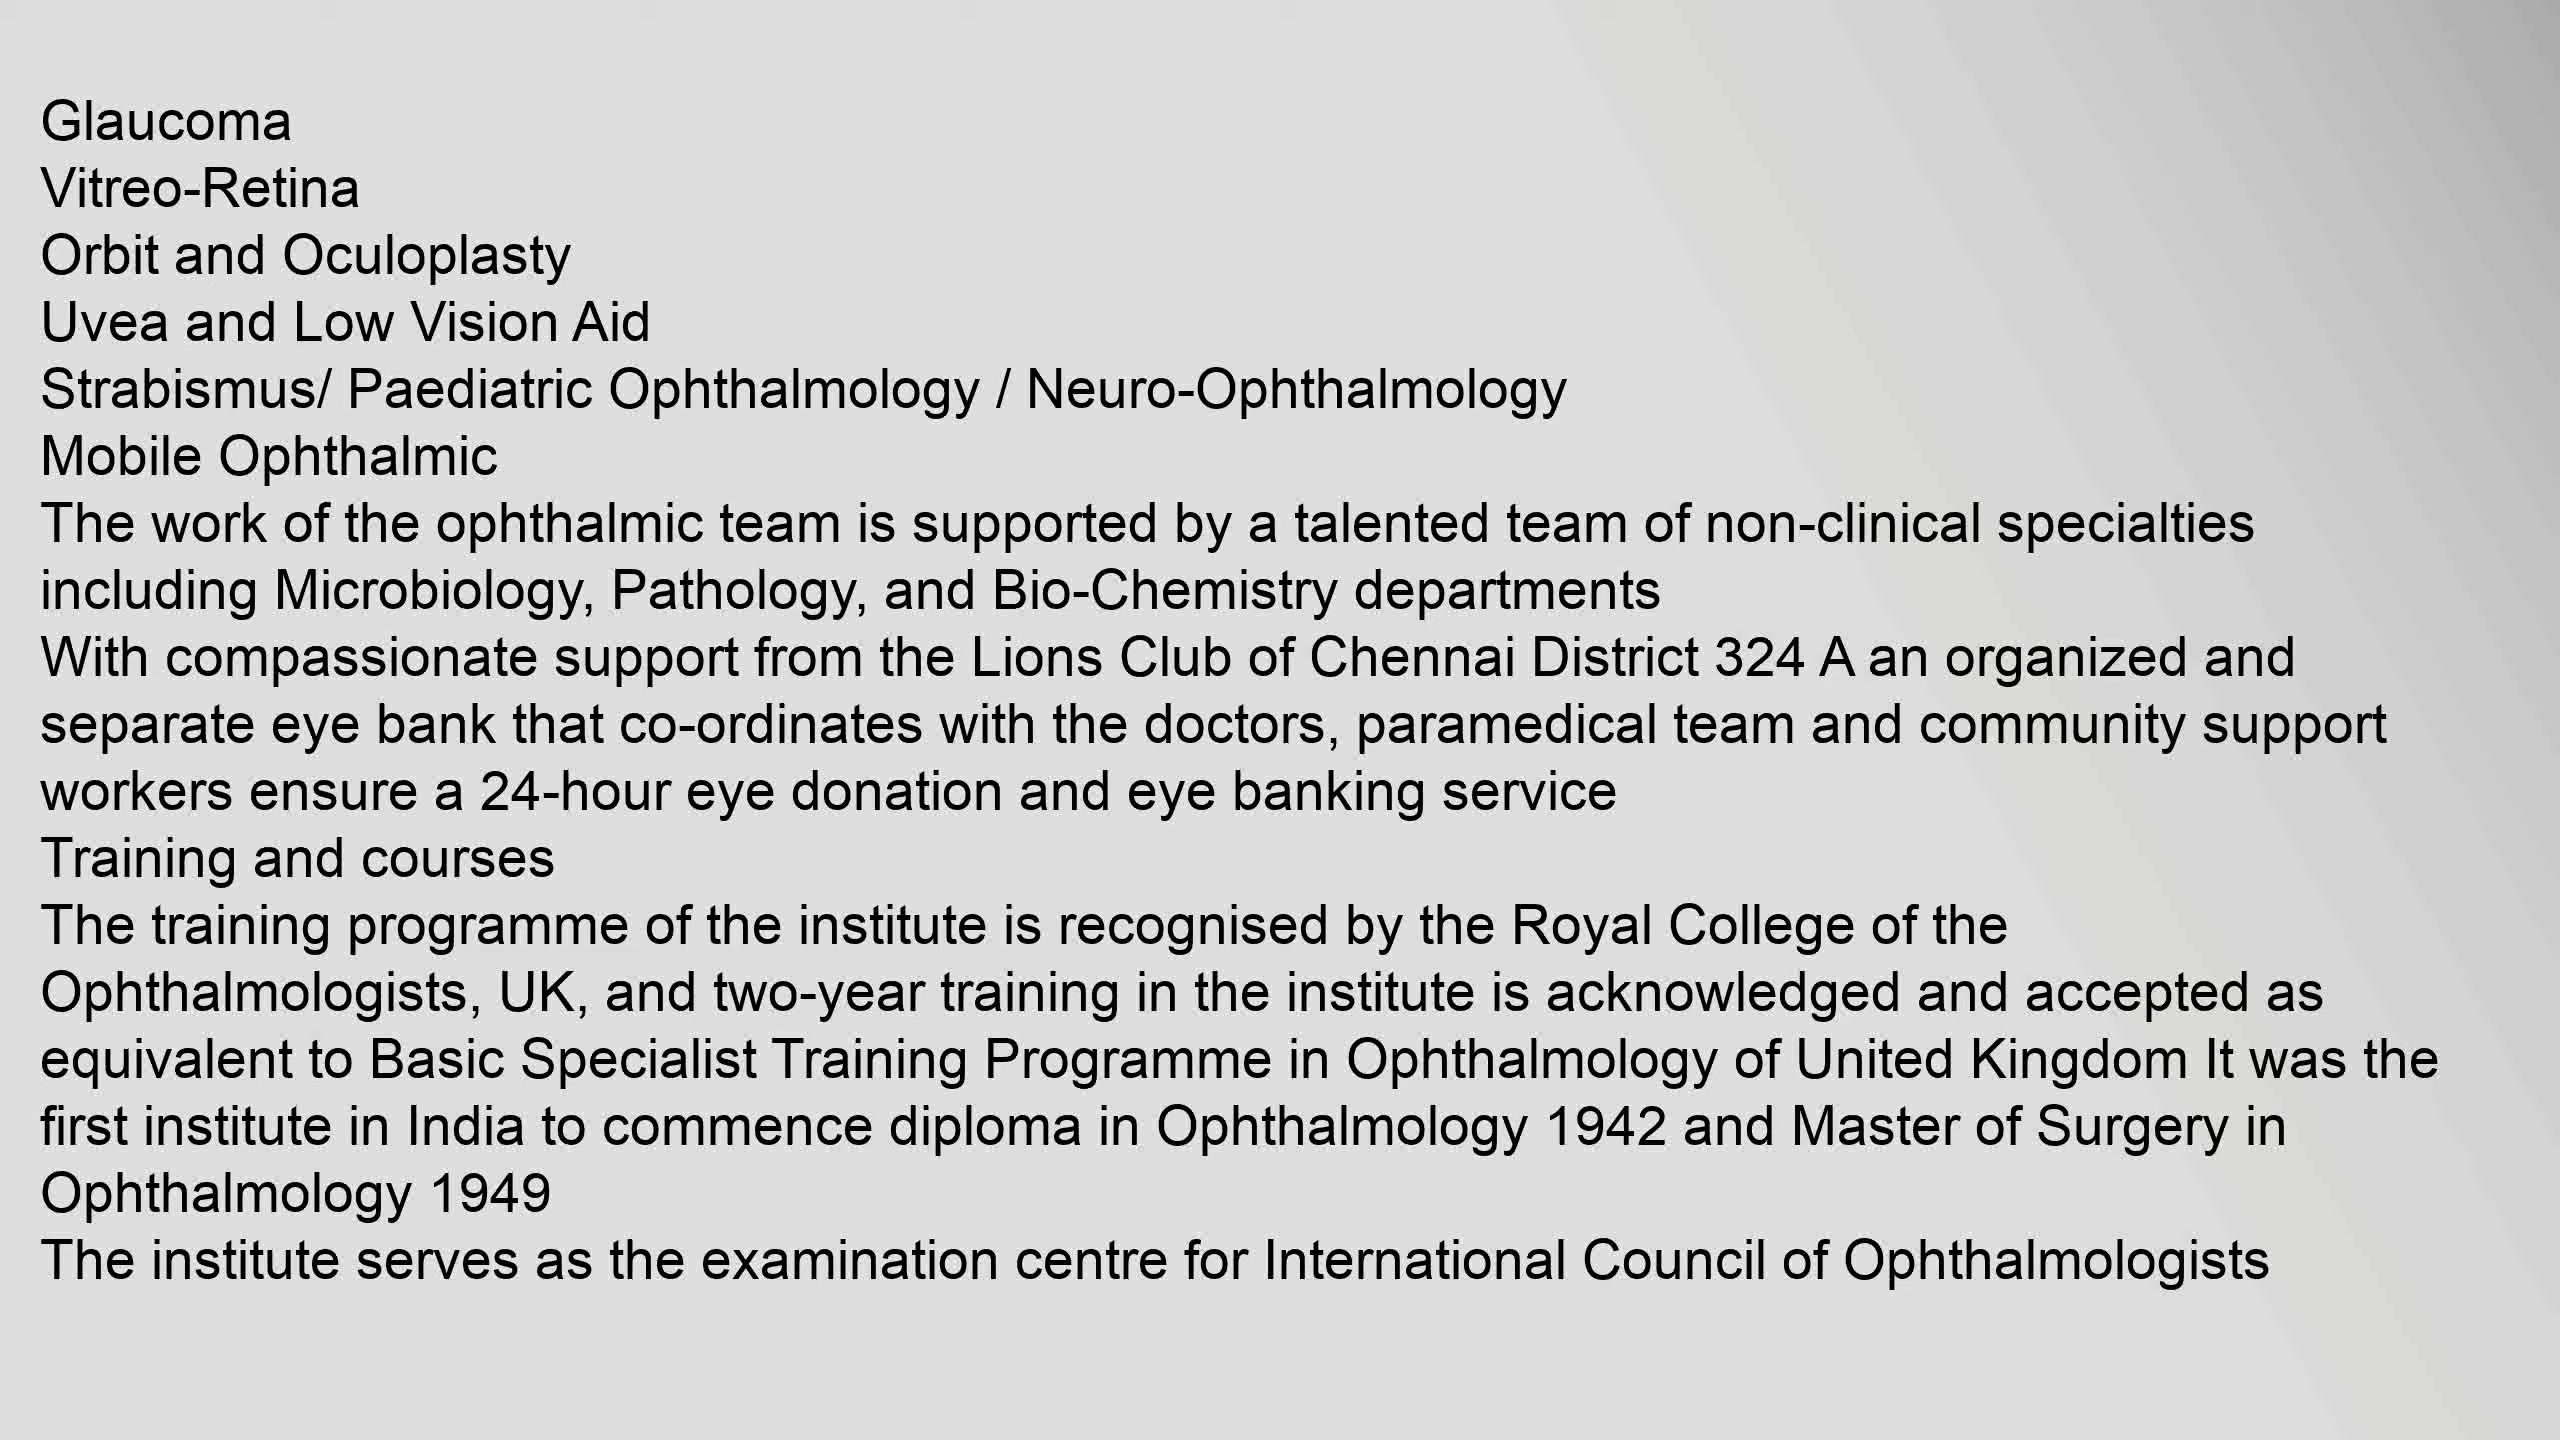 Glaucoma
Vitreo-Retina
Orbit and Oculoplasty
Uvea and Low Vision Aid
Strabismus/ Paediatric Ophthalmology / Neuro-Ophthalmology
Mobile Ophthalmic
The work of the ophthalmic team is supported by a talented team of non-clinical specialties
including Microbiology, Pathology, and Bio-Chemistry departments
With compassionate support from the Lions Club of Chennai District 324 A an organized and
separate eye bank that co-ordinates with the doctors, paramedical team and community support
workers ensure a 24-hour eye donation and eye banking service
Training and courses
The training programme of the institute is recognised by the Royal College of the
Ophthalmologists, UK, and two-year training in the institute is acknowledged and accepted as
equivalent to Basic Specialist Training Programme in Ophthalmology of United Kingdom It was the
first institute in India to commence diploma in Ophthalmology 1942 and Master of Surgery in
Ophthalmology 1949
The institute serves as the examination centre for International Council of Ophthalmologists